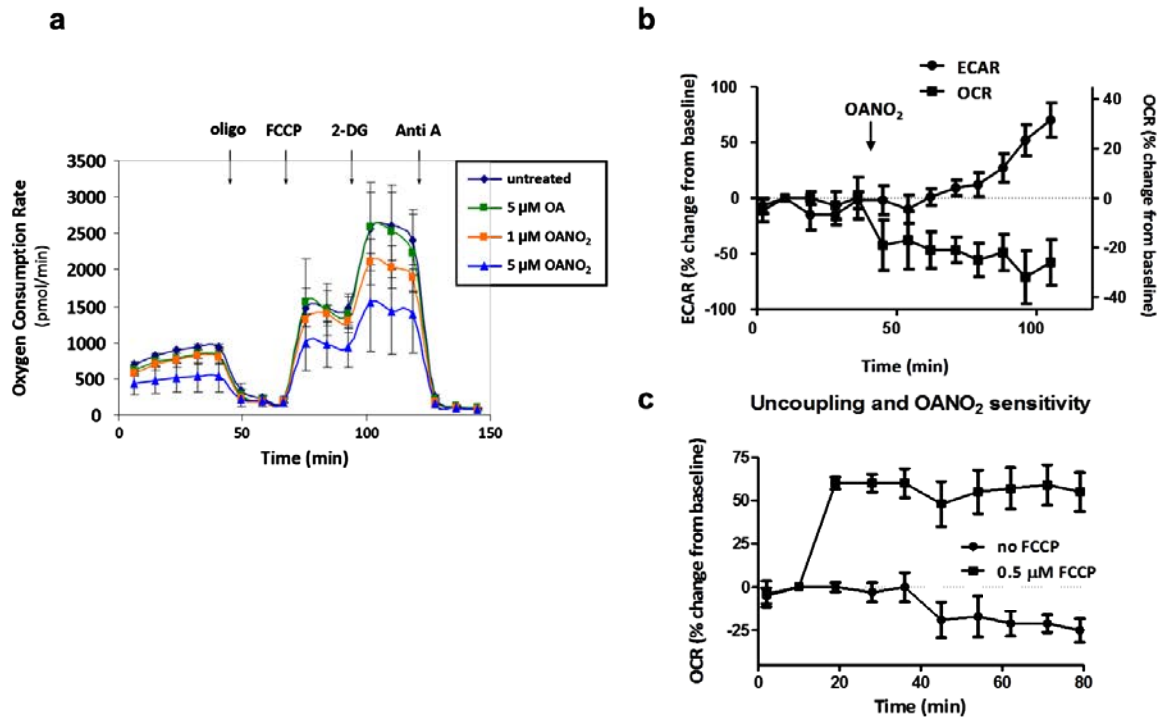 a
oligo FCCP 2-DG Anti A
3500
3000
2500
2000
1500
1000
500
0
0 50 100 150
Oxygen Consumption Rate
(pmol/min)
Time (min)
untreated
5 µM OA
1 µM OANO₂
5 µM OANO₂
b
ECAR
OCR
OANO₂
100
50
0
-50
-100
40
20
0
-20
-40
0 50 100
ECAR (% change from baseline)
OCR (% change from baseline)
Time (min)
c
Uncoupling and OANO₂ sensitivity
75
50
25
0
-25
0 20 40 60 80
OCR (% change from baseline)
no FCCP
0.5 µM FCCP
Time (min)